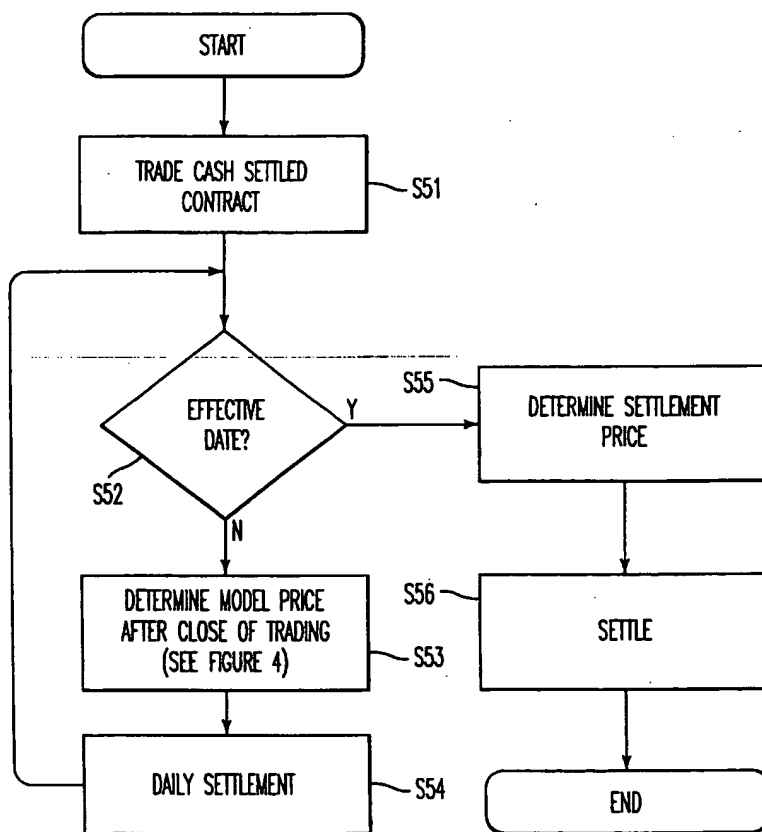 START
TRADE CASH SETTLED
CONTRACT
S51
EFFECTIVE
DATE?
S52
Y
N
S55
DETERMINE SETTLEMENT
PRICE
DETERMINE MODEL PRICE
AFTER CLOSE OF TRADING
(SEE FIGURE 4)
S53
S56
SETTLE
DAILY SETTLEMENT
S54
END